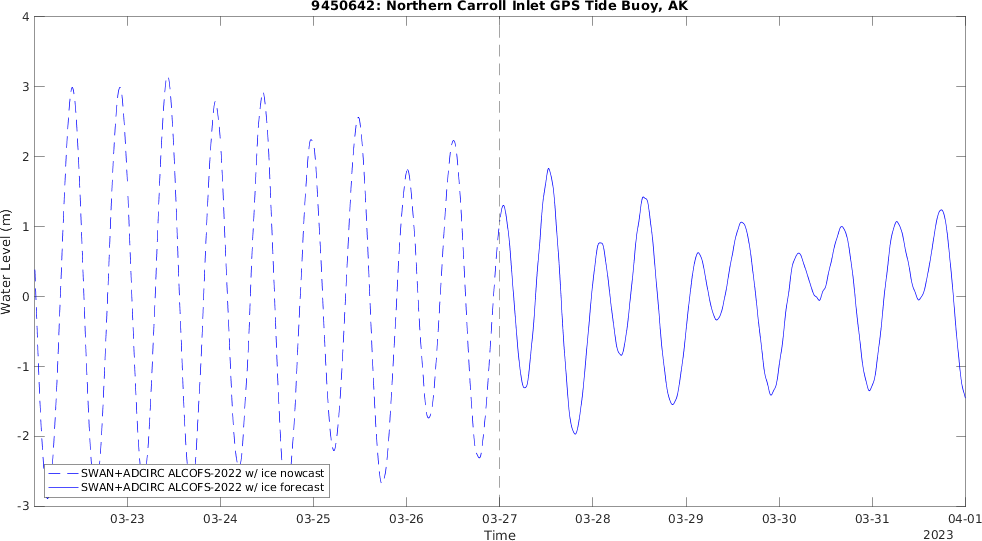 9450642: Northern Carroll Inlet GPS Tide Buoy, AK
4
3
2
1
0
-1
-2
-3
Water Level (m)
SWAN+ADCIRC ALCOFS-2022 w/ ice nowcast
SWAN+ADCIRC ALCOFS-2022 w/ ice forecast
03-23 03-24 03-25 03-26 03-27 03-28 03-29 03-30 03-31 04-01
Time
2023